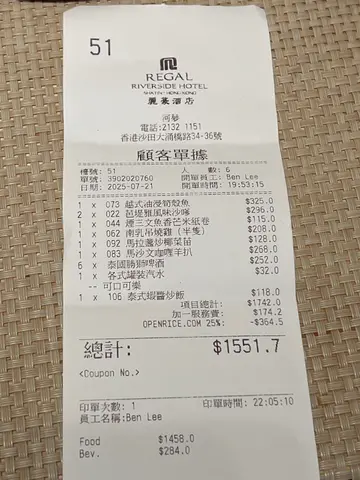 51
REGAL
RIVERSIDE HOTEL
SHATIN • HONG KONG
麗豪酒店
河畔
電話:2132 1151
香港沙田大涌橋路34-36號
顧客單據
檯號: 51 人 數: 6
單號: 3902020760 開單員工: Ben Lee
日期: 2025-07-21 開單時間: 19:53:15
1 x 073 越式油浸筍殼魚 $325.0
2 x 022 芭堤雅風味沙嗲 $296.0
1 x 044 煙三文魚香芒米紙卷 $115.0
1 x 062 南乳吊燒雞 (半隻) $208.0
1 x 092 馬拉盞炒椰菜苗 $128.0
1 x 083 馬沙文咖喱羊扒 $268.0
6 x 泰國勝獅啤酒 $252.0
1 x 各式罐裝汽水 $32.0
-- 可口可樂
1 x 106 泰式蝦醬炒飯 $118.0
項目總計: $1742.0
加一服務費: $174.2
OPENRICE.COM 25%: -$364.5
總計: $1551.7
<Coupon No.>
印單次數: 1 印單時間: 22:05:10
員工名稱:Ben Lee
Food $1458.0
Bev. $284.0